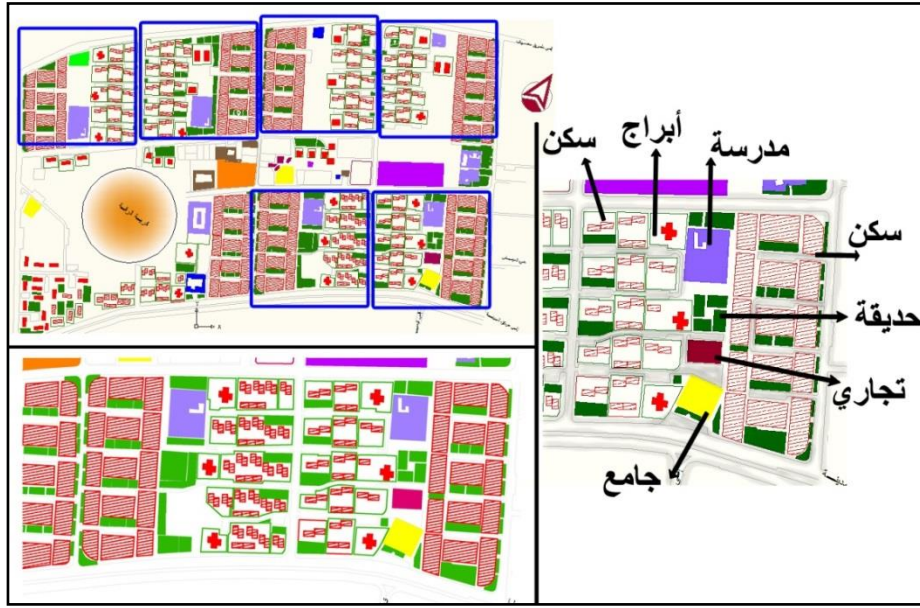 سكن
أبراج
مدرسة
سكن
حديقة
تجاري
جامع